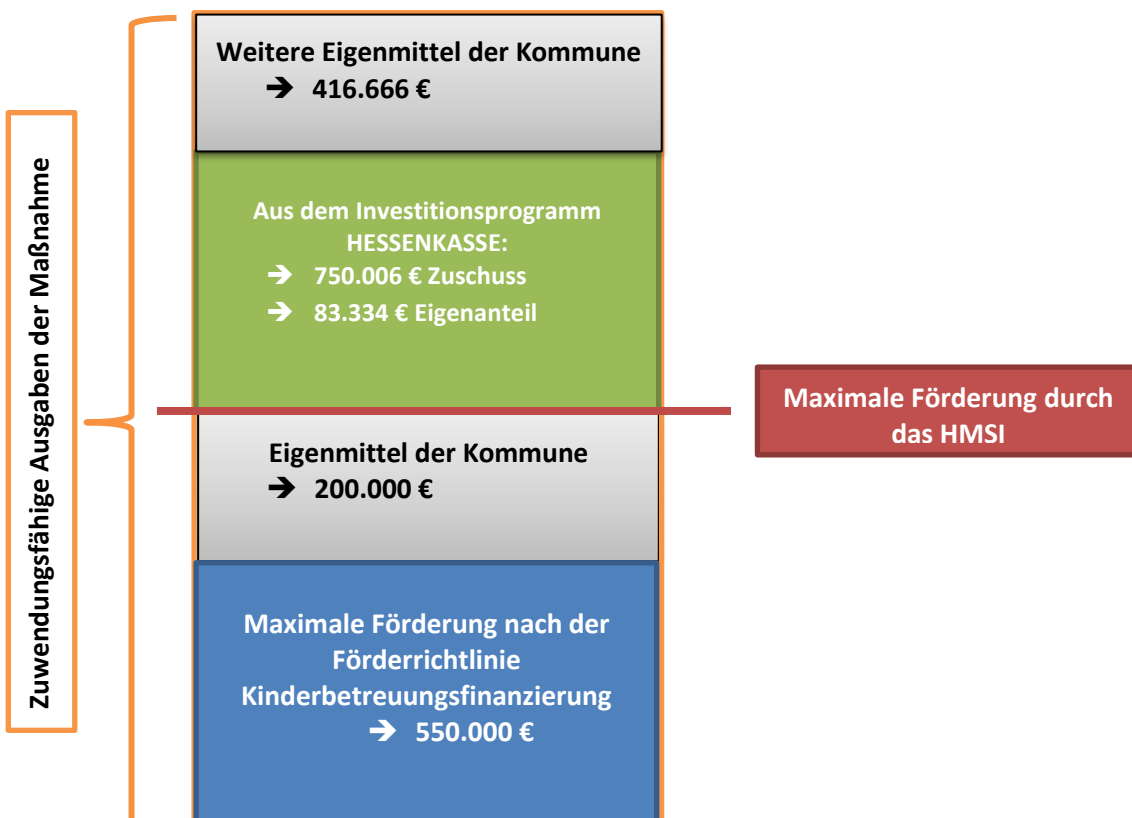 Zuwendungsfähige Ausgaben der Maßnahme
Weitere Eigenmittel der Kommune
➔ 416.666 €
Aus dem Investitionsprogramm
HESSENKASSE:
➔ 750.006 € Zuschuss
➔ 83.334 € Eigenanteil
Maximale Förderung durch
das HMSI
Eigenmittel der Kommune
➔ 200.000 €
Maximale Förderung nach der
Förderrichtlinie
Kinderbetreuungsfinanzierung
➔ 550.000 €